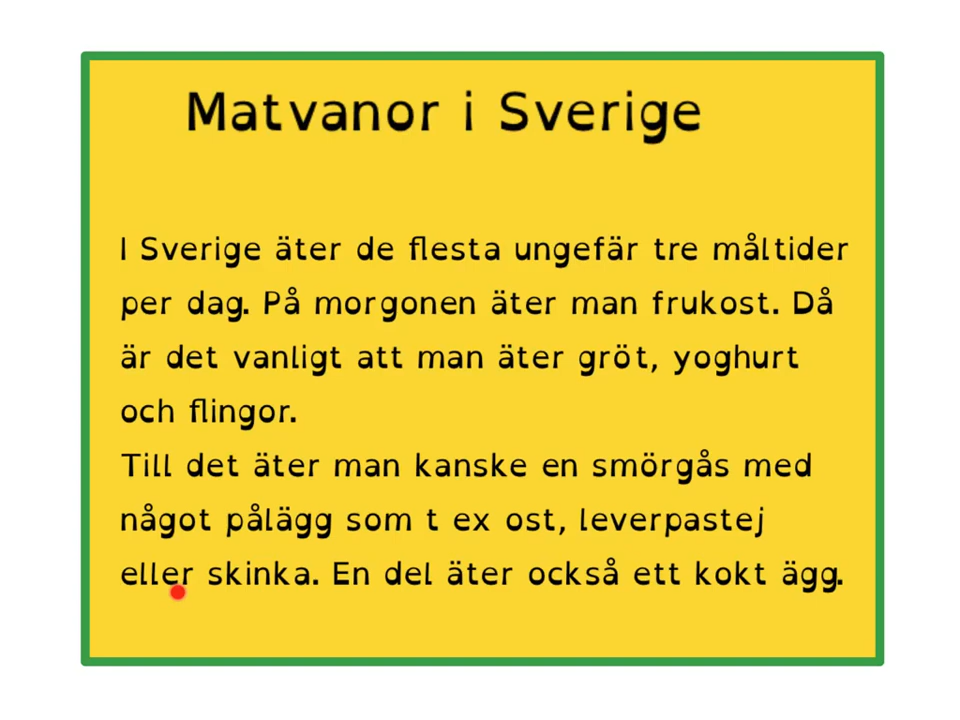 Matvanor i Sverige
I Sverige äter de flesta ungefär tre måltider
per dag. På morgonen äter man frukost. Då
är det vanligt att man äter gröt, yoghurt
och flingor.
Till det äter man kanske en smörgås med
något pålägg som t ex ost, leverpastej
eller skinka. En del äter också ett kokt ägg.